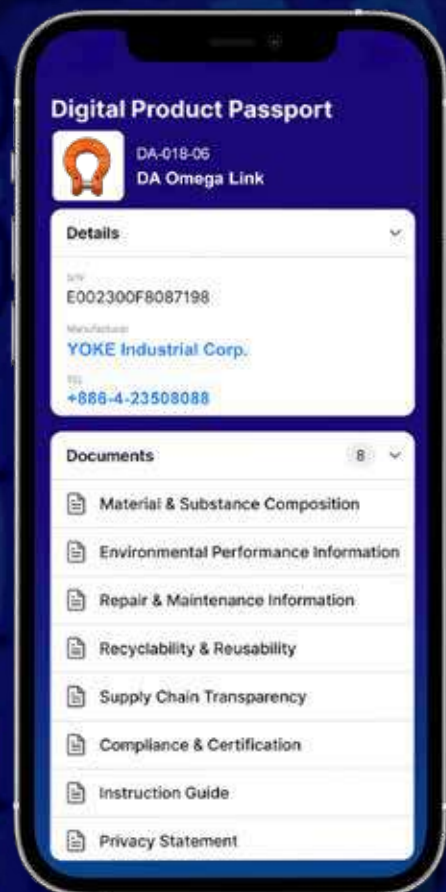 Digital Product Passport
DA-018-06
DA Omega Link
Details
S/N
E002300F8087198
Manufacturer
YOKE Industrial Corp.
TEL
+886-4-23508088
Documents 8
Material & Substance Composition
Environmental Performance Information
Repair & Maintenance Information
Recyclability & Reusability
Supply Chain Transparency
Compliance & Certification
Instruction Guide
Privacy Statement